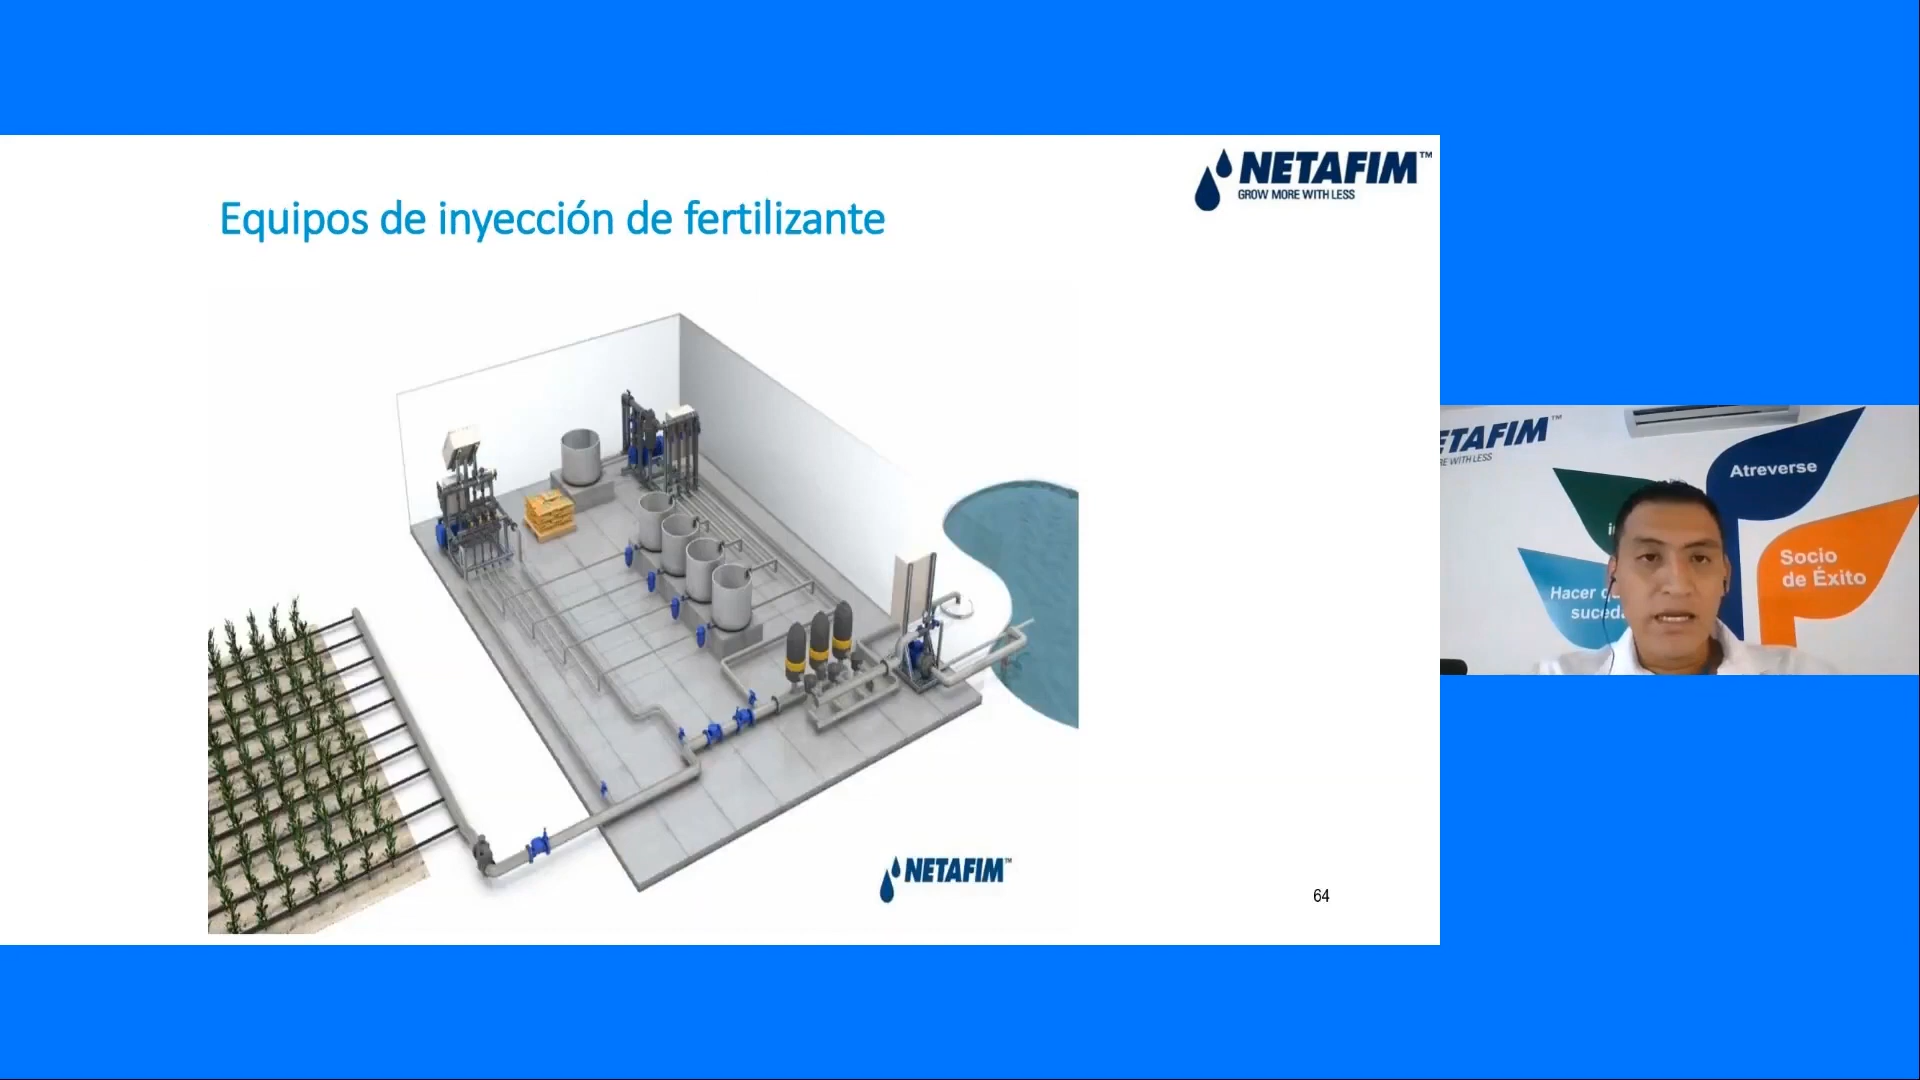 NETAFIM™
GROW MORE WITH LESS
Equipos de inyección de fertilizante
NETAFIM™
64
ETAFIM™
RE WITH LESS
Atreverse
Socio
de Éxito
Hacer